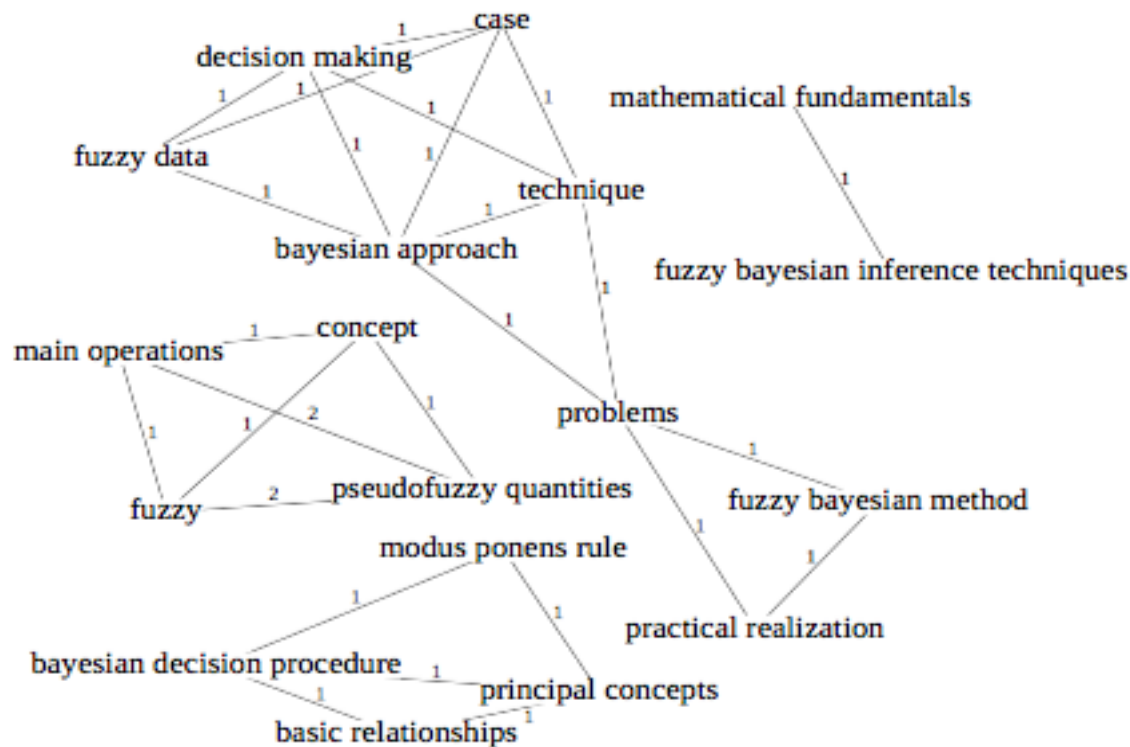 case
1
decision making
1
1
1
mathematical fundamentals
1
1
1
fuzzy data
1
1
1
technique
1
bayesian approach
fuzzy bayesian inference techniques
1
1
concept
1
main operations
1
2
1
problems
1
1
2
pseudofuzzy quantities
fuzzy
fuzzy bayesian method
1
modus ponens rule
1
1
1
practical realization
bayesian decision procedure
1
principal concepts
1
1
basic relationships